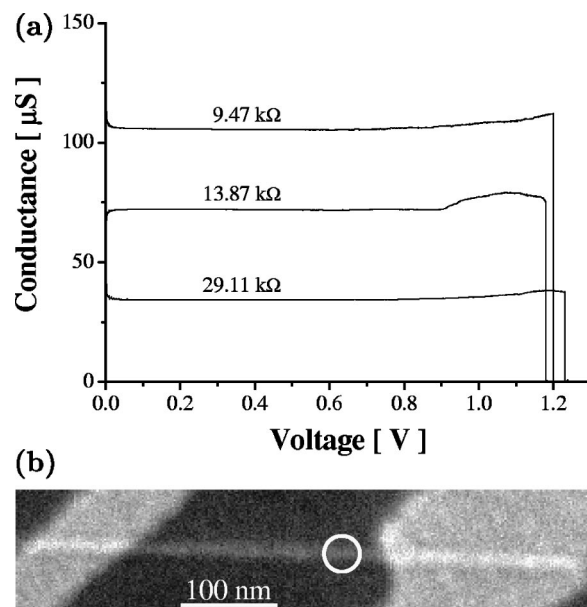 (a)
150
100
50
0
Conductance [ µS ]
9.47 kΩ
13.87 kΩ
29.11 kΩ
0.0 0.2 0.4 0.6 0.8 1.0 1.2
Voltage [ V ]
(b)
100 nm